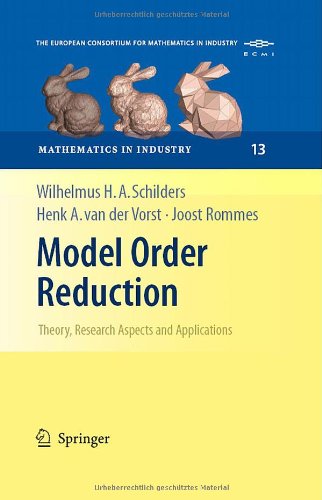 Urheberrechtlich geschütztes Material
THE EUROPEAN CONSORTIUM FOR MATHEMATICS IN INDUSTRY
ECMI
MATHEMATICS IN INDUSTRY 13
Wilhelmus H. A. Schilders
Henk A. van der Vorst · Joost Rommes
Model Order
Reduction
Theory, Research Aspects and Applications
Springer
Urheberrechtlich geschütztes Material